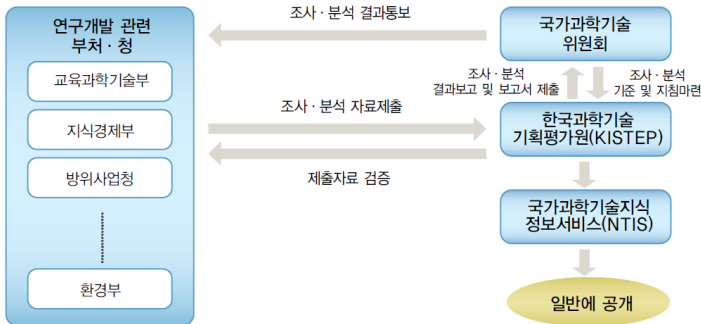 연구개발 관련
부처·청
교육과학기술부
지식경제부
방위사업청
환경부
조사·분석 결과통보
조사·분석 자료제출
제출자료 검증
국가과학기술
위원회
조사·분석
결과보고 및 보고서 제출
조사·분석
기준 및 지침마련
한국과학기술
기획평가원(KISTEP)
국가과학기술지식
정보서비스(NTIS)
일반에 공개